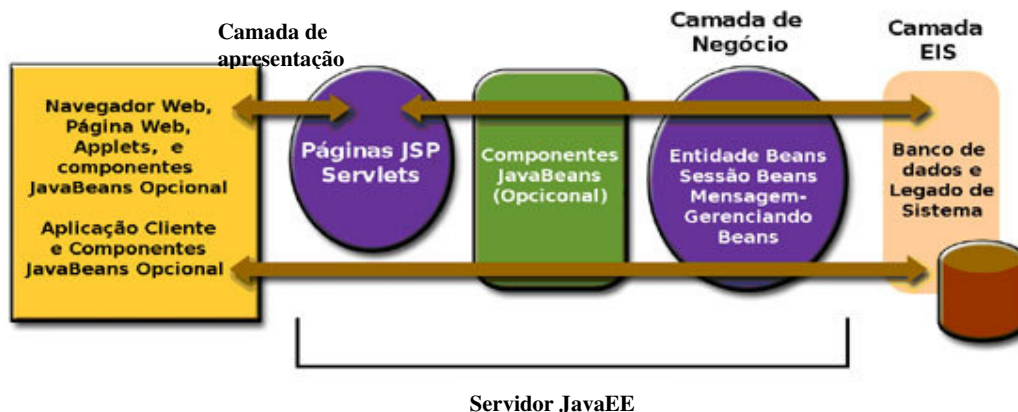 Camada de
apresentação
Camada de
Negócio
Camada
EIS
Navegador Web,
Página Web,
Applets, e
componentes
JavaBeans Opcional
Aplicação Cliente
e Componentes
JavaBeans Opcional
Páginas JSP
Servlets
Componentes
JavaBeans
(Opciconal)
Entidade Beans
Sessão Beans
Mensagem-
Gerenciando
Beans
Banco de
dados e
Legado de
Sistema
Servidor JavaEE